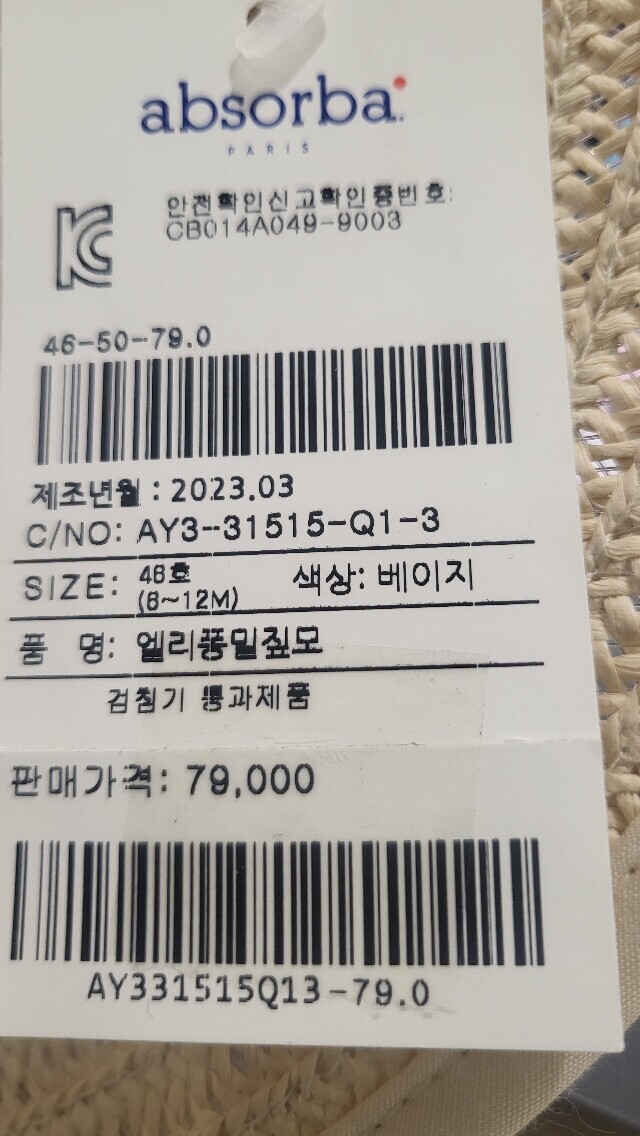 absorba
PARIS
안전확인신고확인증번호:
CB014A049-9003
46-50-79.0
제조년월 : 2023.03
C/NO: AY3-31515-Q1-3
SIZE: 46호 색상: 베이지
(6~12M)
품 명: 엘리퐁밀짚모
검침기 통과제품
판매가격: 79,000
AY331515Q13-79.0